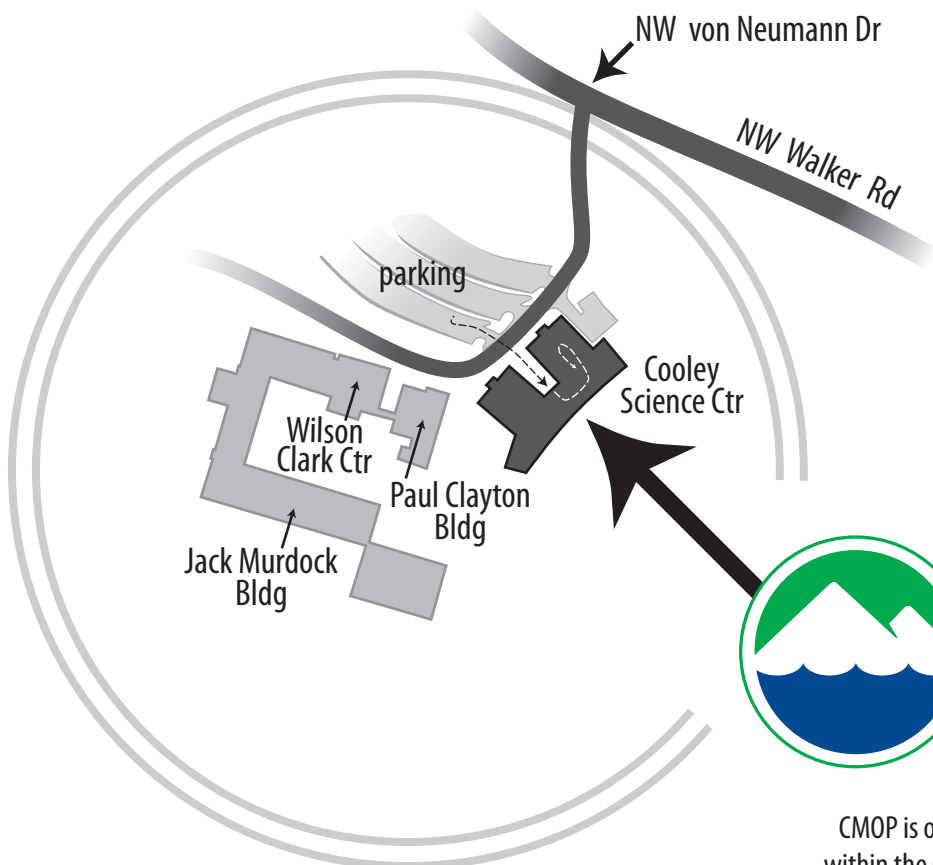 NW von Neumann Dr
NW Walker Rd
parking
Cooley
Science Ctr
Wilson
Clark Ctr
Paul Clayton
Bldg
Jack Murdock
Bldg
CMOP is o
within the